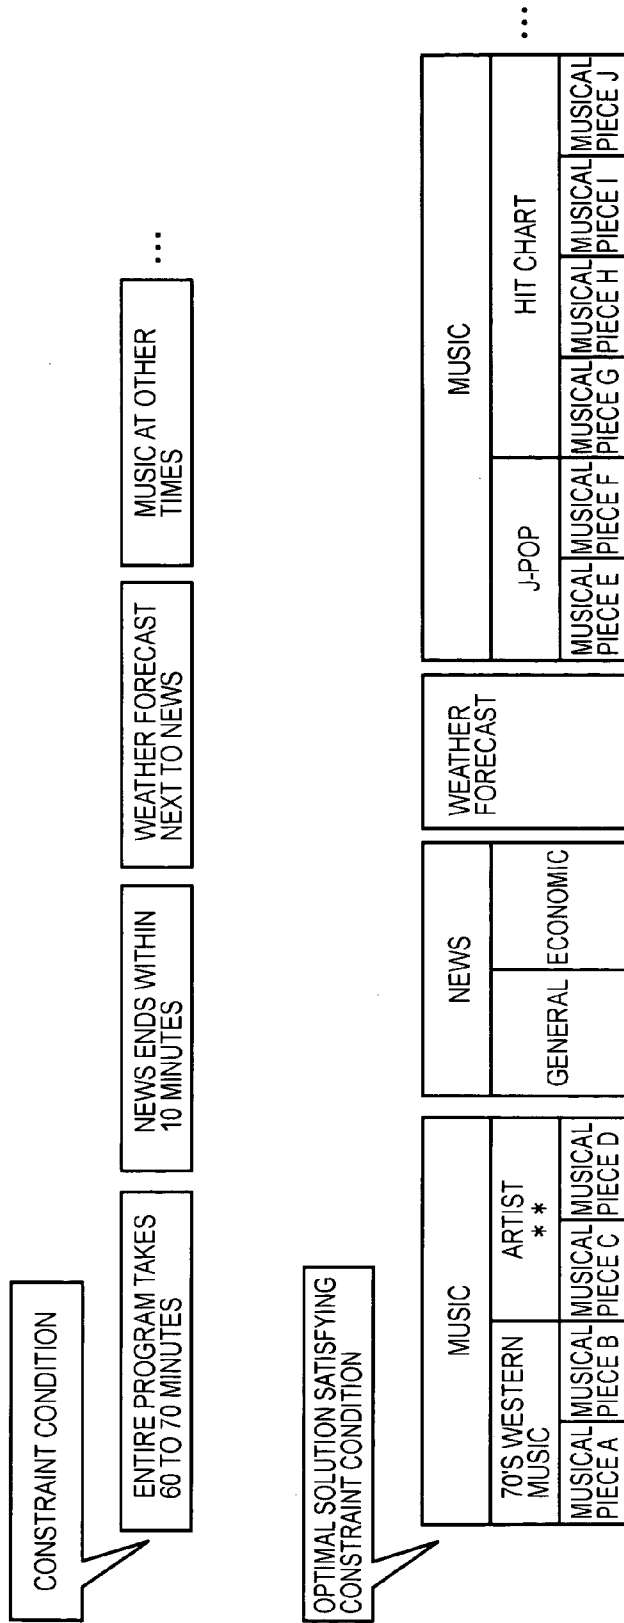 CONSTRAINT CONDITION
ENTIRE PROGRAM TAKES
60 TO 70 MINUTES
NEWS ENDS WITHIN
10 MINUTES
WEATHER FORECAST
NEXT TO NEWS
MUSIC AT OTHER
TIMES
...
OPTIMAL SOLUTION SATISFYING
CONSTRAINT CONDITION
MUSIC
70'S WESTERN
MUSIC
ARTIST
* *
MUSICAL
PIECE A
MUSICAL
PIECE B
MUSICAL
PIECE C
MUSICAL
PIECE D
NEWS
GENERAL
ECONOMIC
WEATHER
FORECAST
MUSIC
J-POP
HIT CHART
MUSICAL
PIECE E
MUSICAL
PIECE F
MUSICAL
PIECE G
MUSICAL
PIECE H
MUSICAL
PIECE I
MUSICAL
PIECE J
...